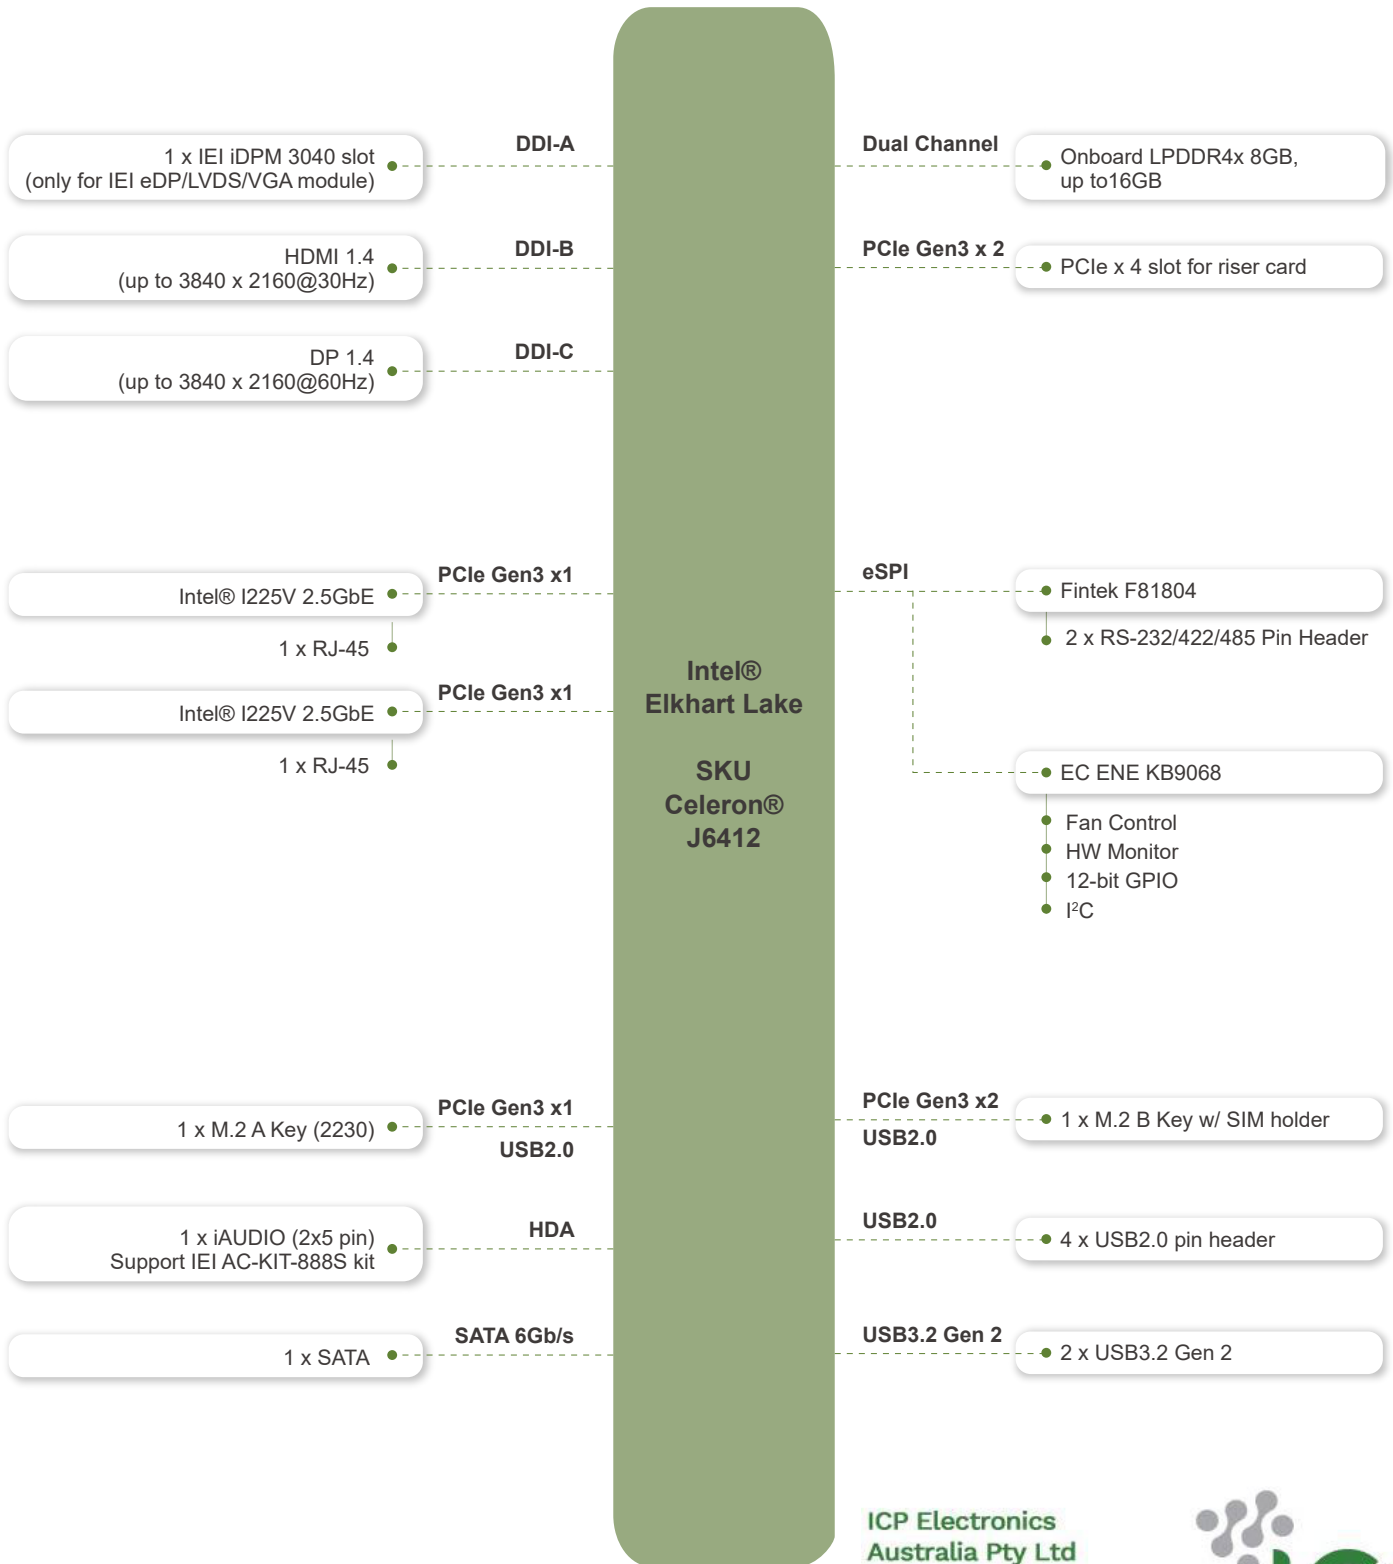 DDI-A
1 x IEI iDPM 3040 slot
(only for IEI eDP/LVDS/VGA module)
DDI-B
HDMI 1.4
(up to 3840 x 2160@30Hz)
DDI-C
DP 1.4
(up to 3840 x 2160@60Hz)
PCIe Gen3 x1
Intel® I225V 2.5GbE
1 x RJ-45
PCIe Gen3 x1
Intel® I225V 2.5GbE
1 x RJ-45
PCIe Gen3 x1
1 x M.2 A Key (2230)
USB2.0
HDA
1 x iAUDIO (2x5 pin)
Support IEI AC-KIT-888S kit
SATA 6Gb/s
1 x SATA
Intel®
Elkhart Lake
SKU
Celeron®
J6412
Dual Channel
Onboard LPDDR4x 8GB,
up to16GB
PCIe Gen3 x 2
PCIe x 4 slot for riser card
eSPI
Fintek F81804
2 x RS-232/422/485 Pin Header
EC ENE KB9068
Fan Control
HW Monitor
12-bit GPIO
I²C
PCIe Gen3 x2
1 x M.2 B Key w/ SIM holder
USB2.0
USB2.0
4 x USB2.0 pin header
USB3.2 Gen 2
2 x USB3.2 Gen 2
ICP Electronics
Australia Pty Ltd